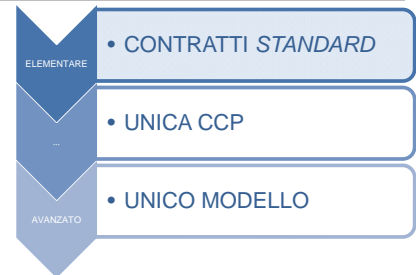 ELEMENTARE
• CONTRATTI STANDARD
...
• UNICA CCP
AVANZATO
• UNICO MODELLO